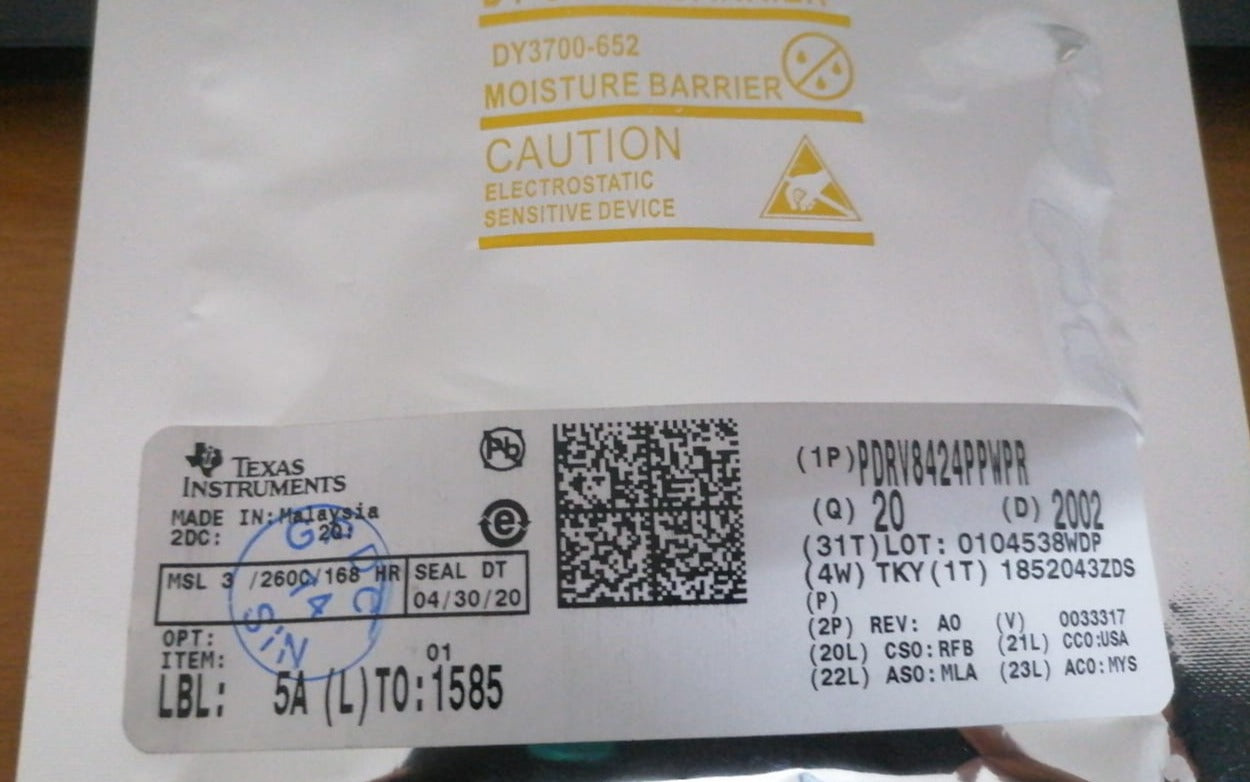 DY3700-652
MOISTURE BARRIER
CAUTION
ELECTROSTATIC
SENSITIVE DEVICE
TEXAS
INSTRUMENTS
Pb
e
MADE IN: Malaysia
2DC: 2Q:
MSL 3 /260C/168 HR
SEAL DT
04/30/20
OPT:
ITEM: 01
LBL: 5A (L)TO:1585
(1P)PDRV8424PPWPR
(Q) 20 (D) 2002
(31T)LOT: 0104538WDP
(4W) TKY(1T) 1852043ZDS
(P)
(2P) REV: A0 (V) 0033317
(20L) CSO:RFB (21L) CCO:USA
(22L) ASO:MLA (23L) ACO:MYS